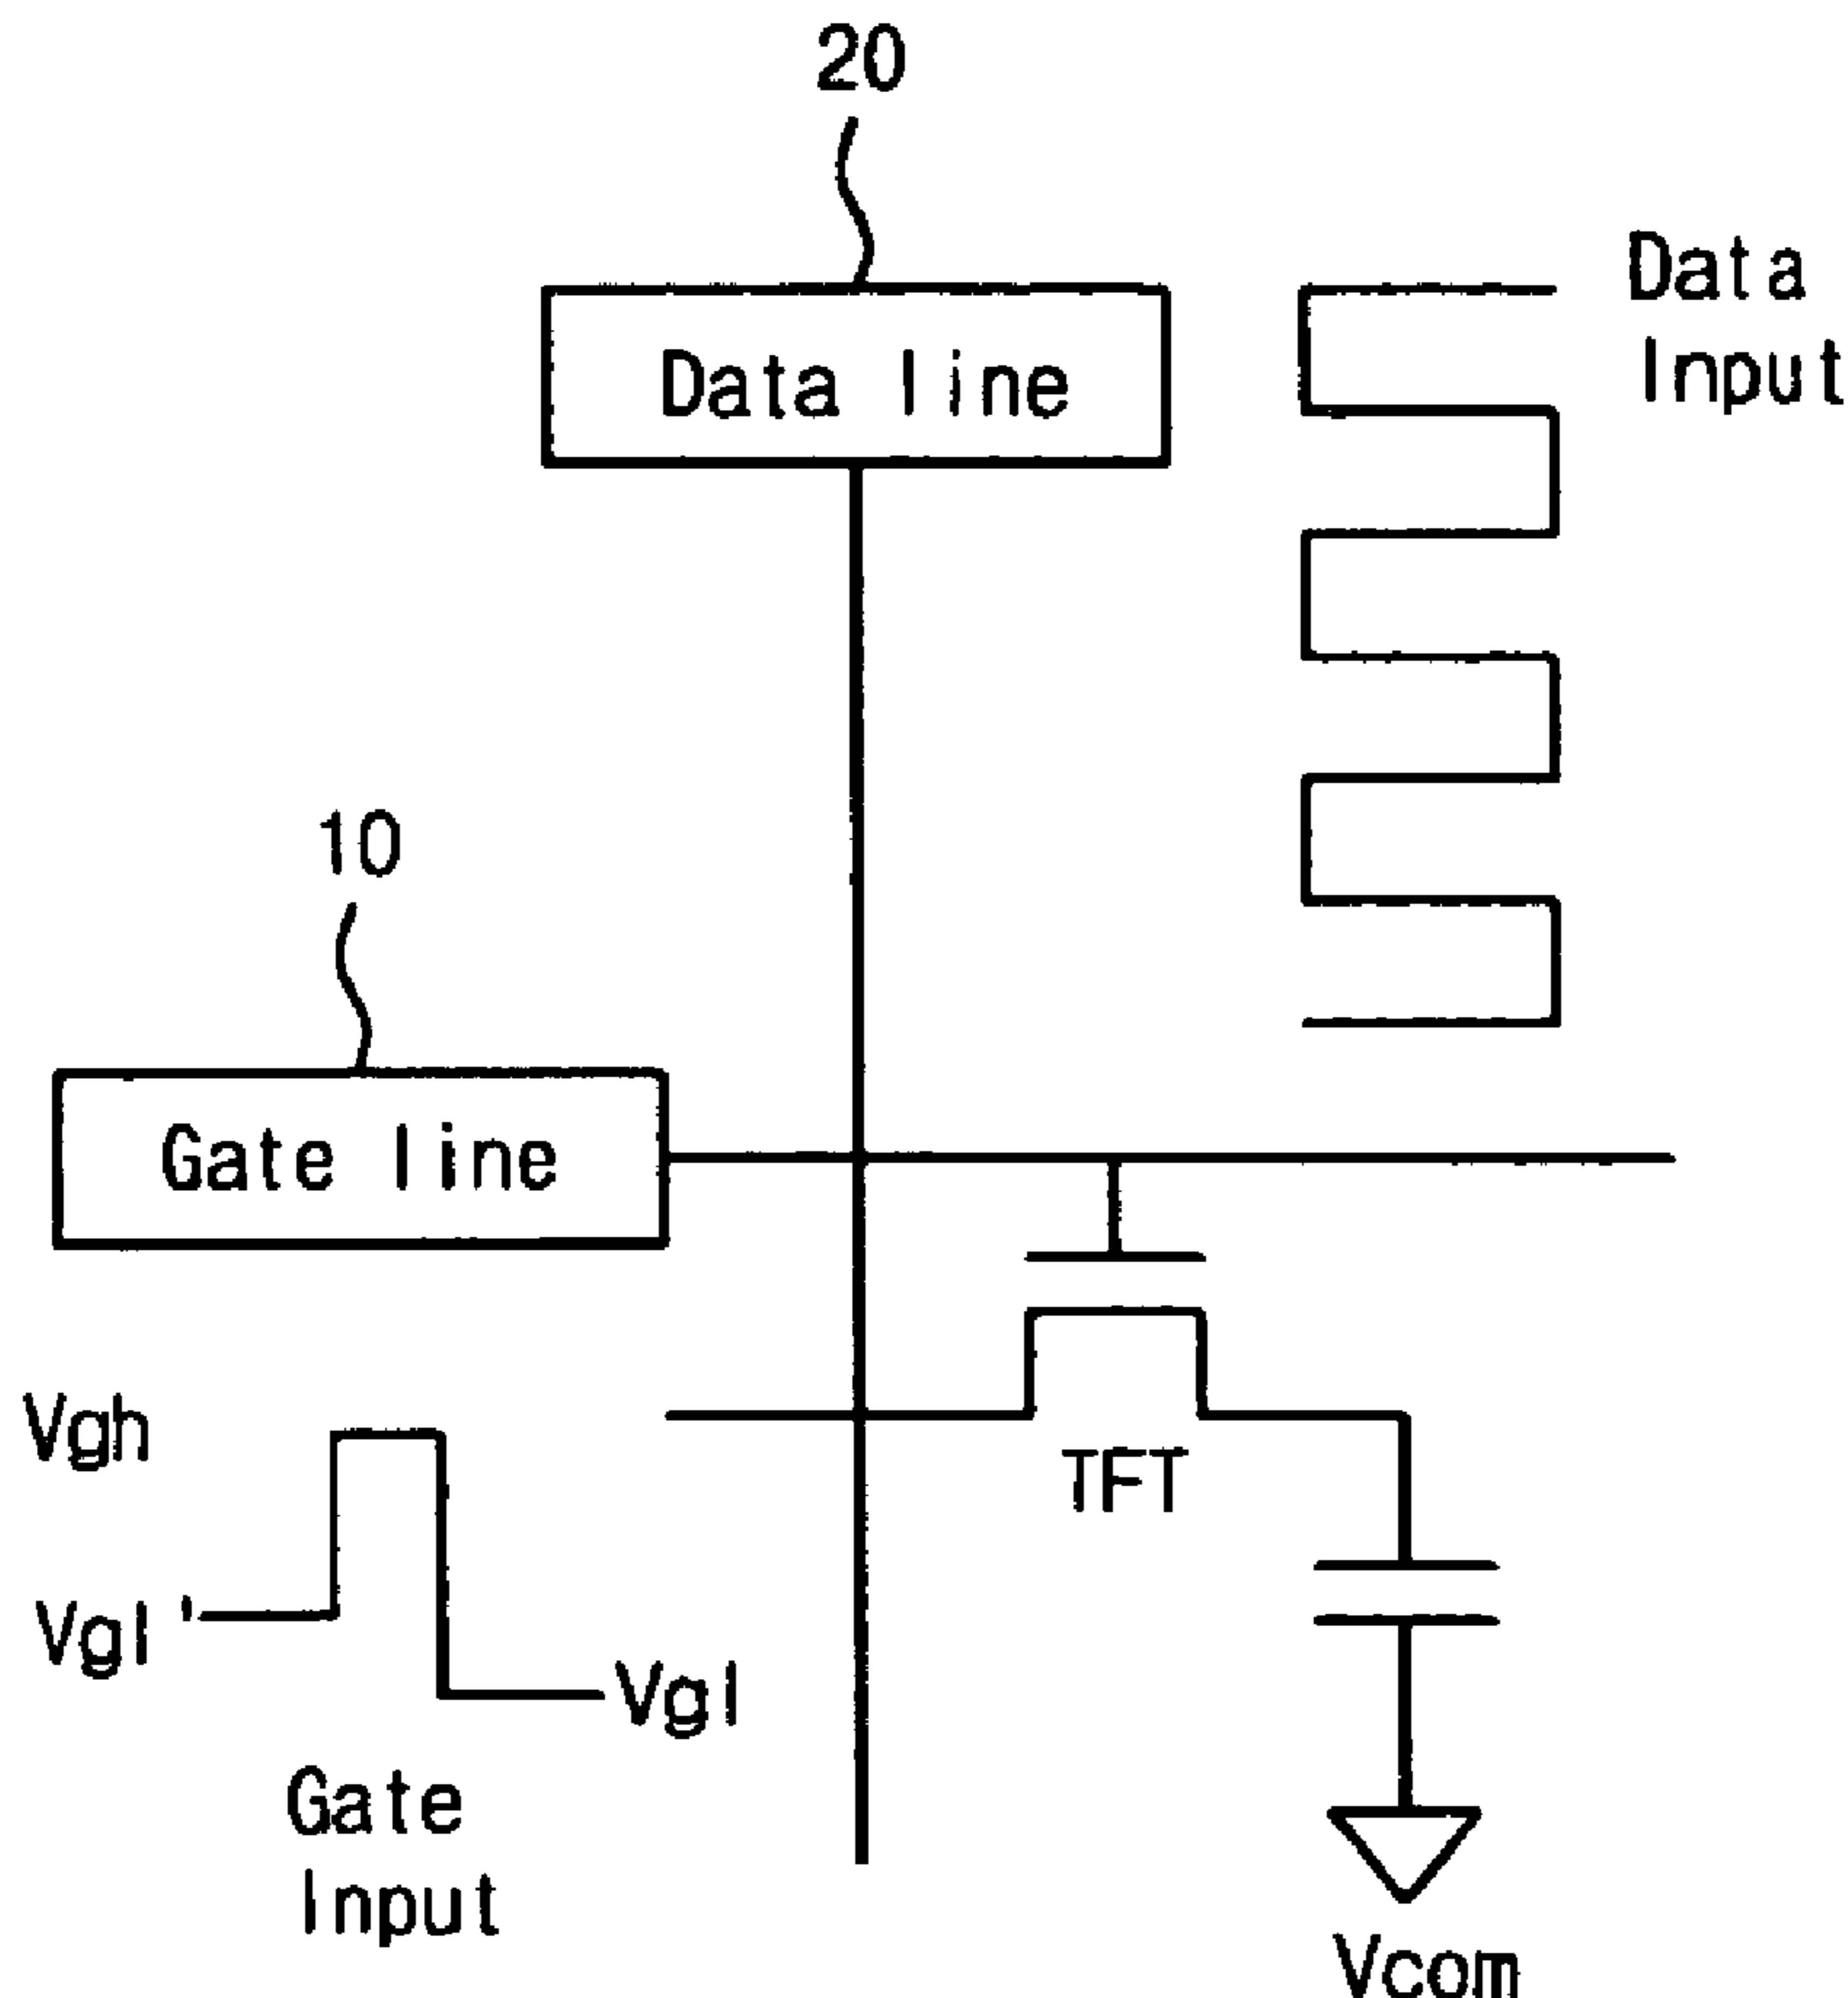 20
Data
Input
Data line
10
Gate line
Vgh
TFT
Vgl
Vgl
Gate
Input
Vcom